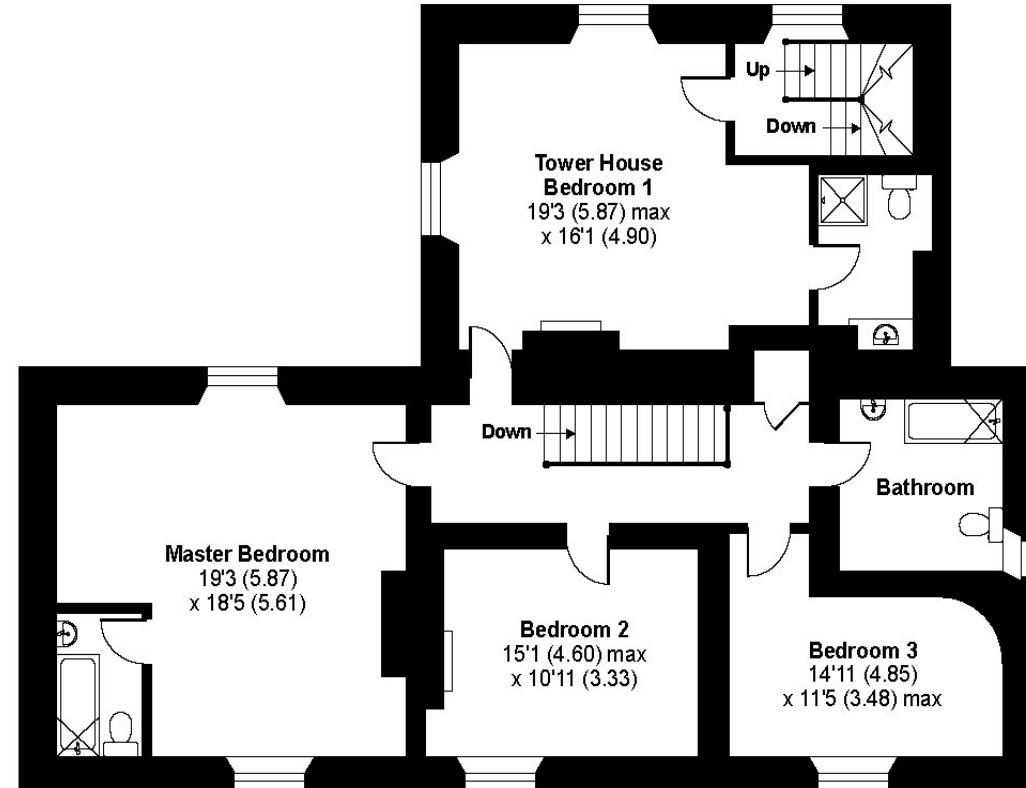 Up
Down
Tower House
Bedroom 1
19'3 (5.87) max
x 16'1 (4.90)
Down
Bathroom
Master Bedroom
19'3 (5.87)
x 18'5 (5.61)
Bedroom 2
15'1 (4.60) max
x 10'11 (3.33)
Bedroom 3
14'11 (4.85)
x 11'5 (3.48) max